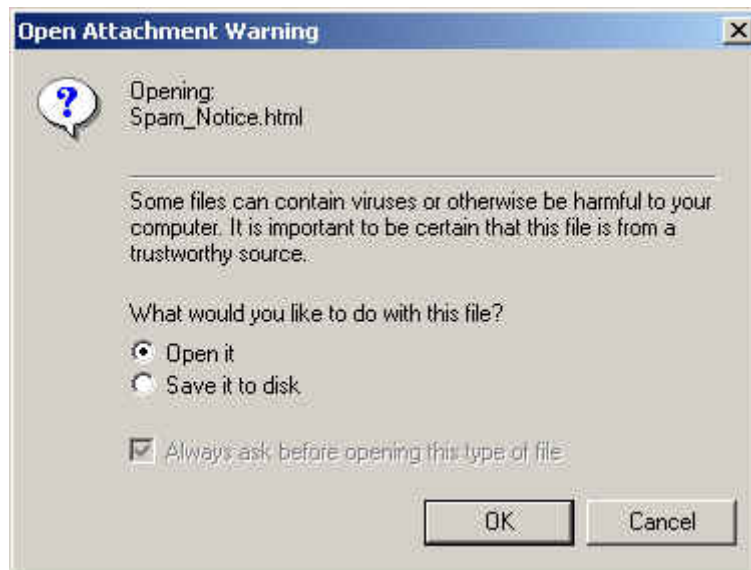 Open Attachment Warning
Opening:
Spam_Notice.html
Some files can contain viruses or otherwise be harmful to your
computer. It is important to be certain that this file is from a
trustworthy source.
What would you like to do with this file?
Open it
Save it to disk
Always ask before opening this type of file
OK
Cancel